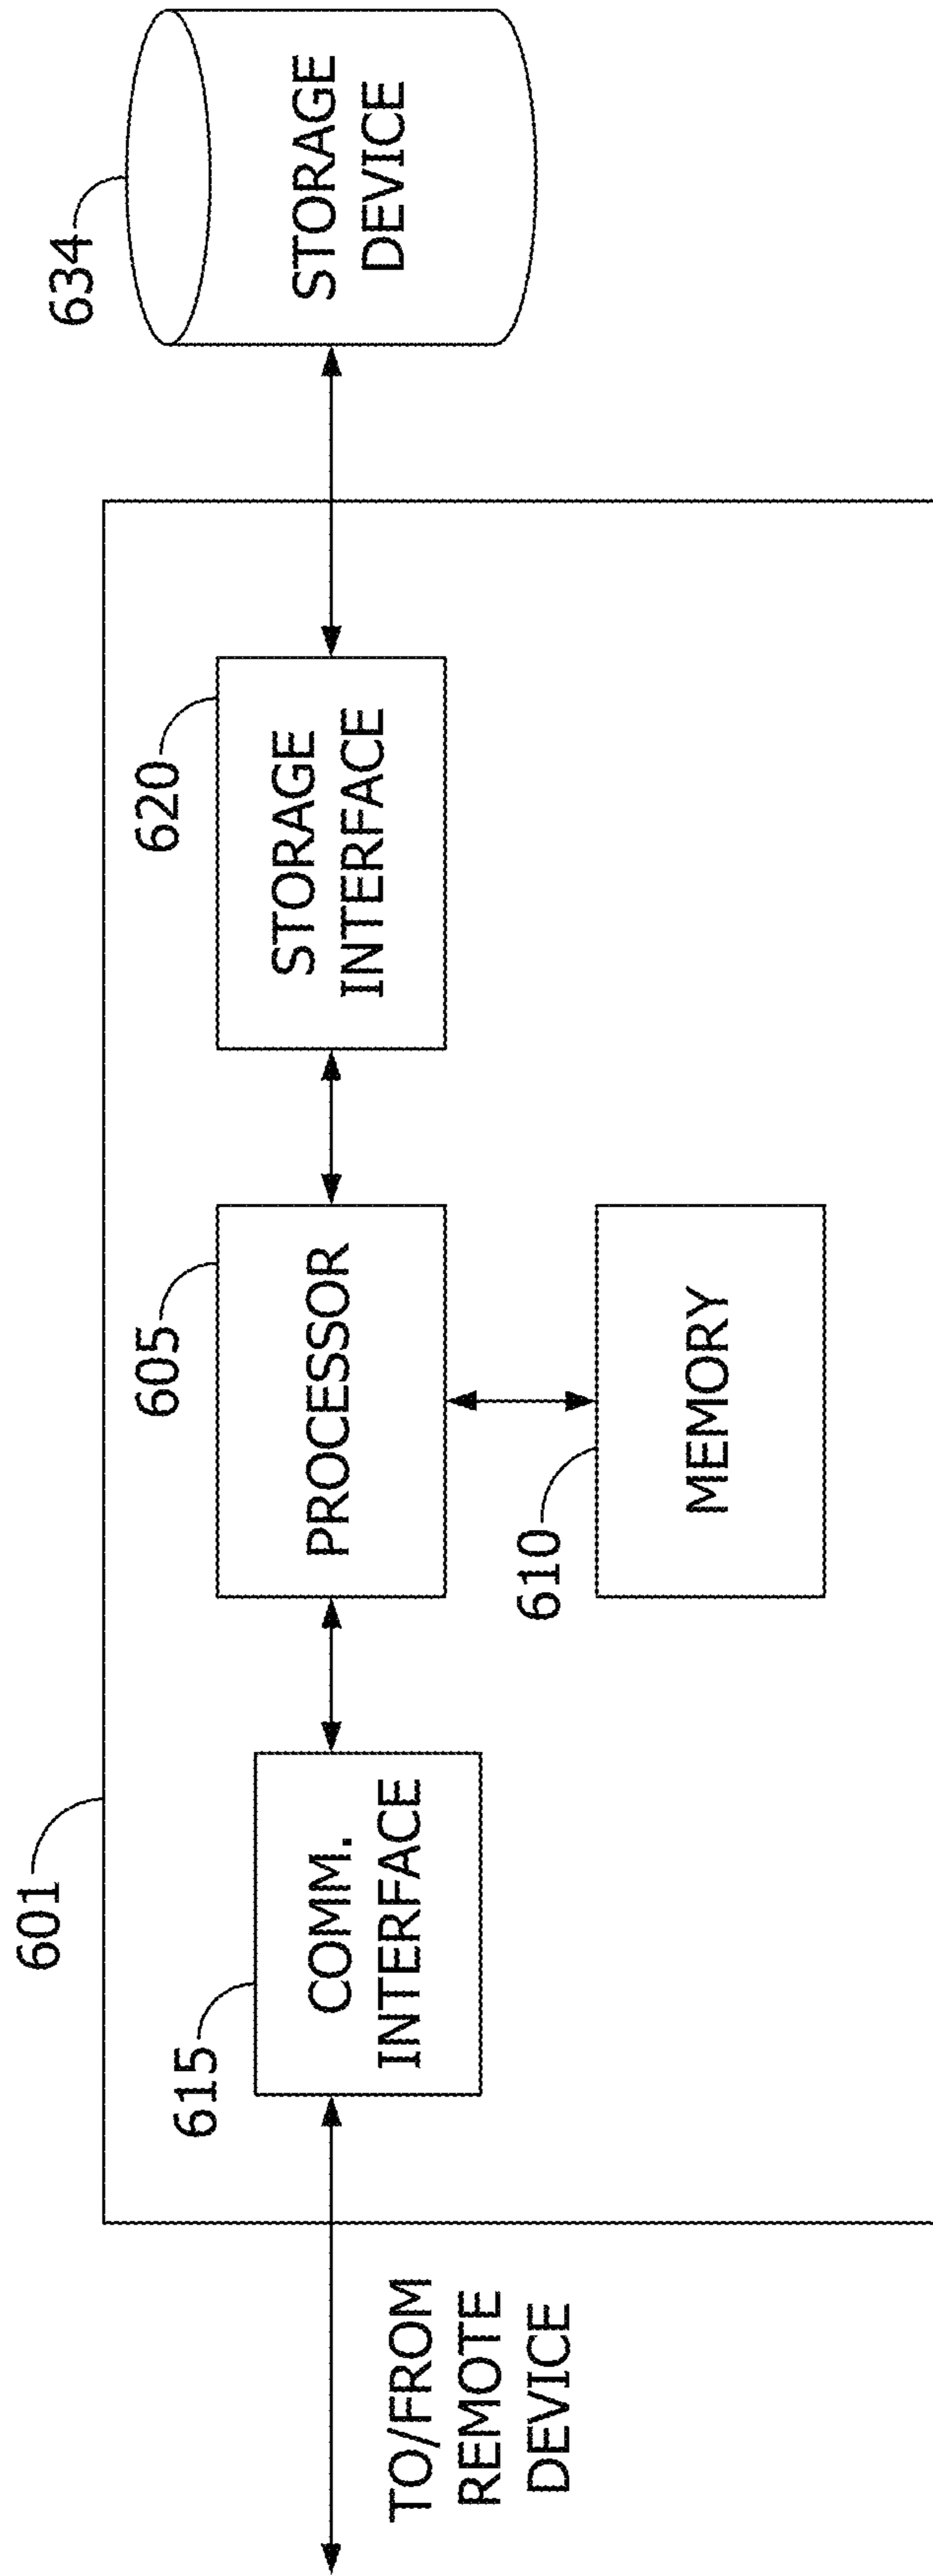 601
634
615
COMM.
INTERFACE
605
PROCESSOR
620
STORAGE
INTERFACE
STORAGE
DEVICE
TO/FROM
REMOTE
DEVICE
610
MEMORY